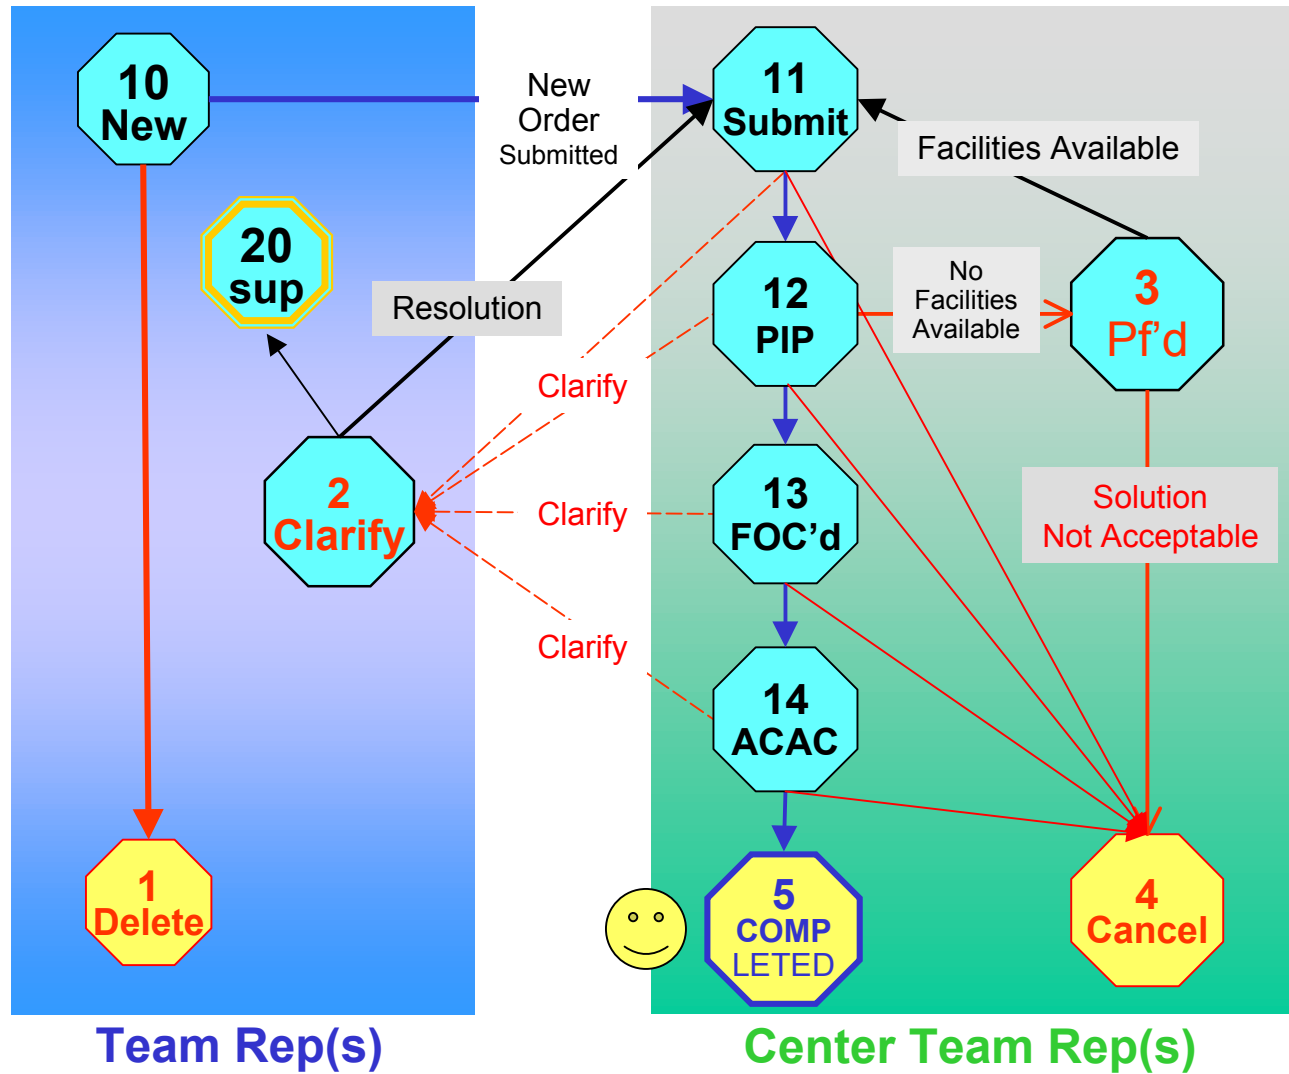 10
New
New
Order
Submitted
11
Submit
Facilities Available
20
sup
Resolution
12
PIP
No
Facilities
Available
3
Pf’d
Clarify
2
Clarify
Clarify
13
FOC’d
Solution
Not Acceptable
Clarify
14
ACAC
1
Delete
5
COMP
LETED
4
Cancel
Team Rep(s)
Center Team Rep(s)